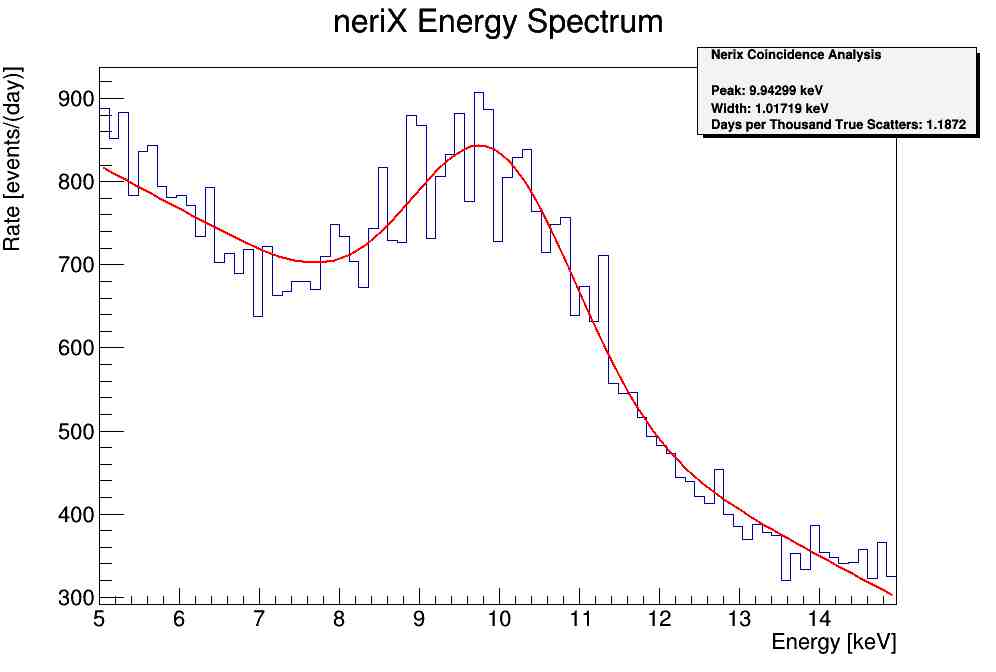 neriX Energy Spectrum
Nerix Coincidence Analysis
Peak: 9.94299 keV
Width: 1.01719 keV
Days per Thousand True Scatters: 1.1872
Rate [events/(day)]
900
800
700
600
500
400
300
5 6 7 8 9 10 11 12 13 14
Energy [keV]